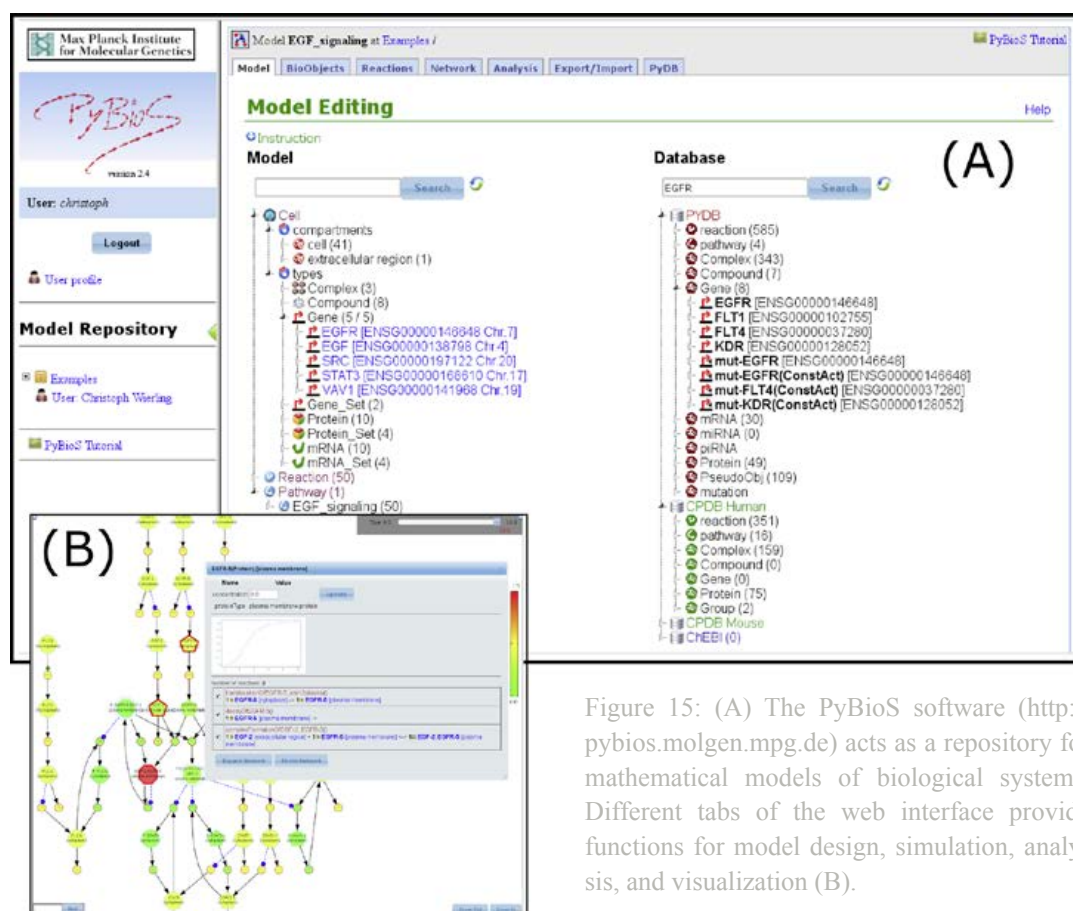 Max Planck Institute
for Molecular Genetics
PyBioS
version 2.4
User: christoph
Logout
User profile
Model Repository
Examples
User: Christoph Wierling
PyBioS Tutorial
Model EGF_signaling at Examples /
PyBioS Tutorial
Model BioObjects Reactions Network Analysis Export/Import PyDB
Model Editing
Help
Instruction
Model
Search
Cell
compartments
cell (41)
extracellular region (1)
types
Complex (3)
Compound (8)
Gene (5 / 5)
EGFR [ENSG00000146648 Chr.7]
EGF [ENSG00000138798 Chr.4]
SRC [ENSG00000197122 Chr.20]
STAT3 [ENSG00000168610 Chr.17]
VAV1 [ENSG00000141968 Chr.19]
Gene_Set (2)
Protein (10)
Protein_Set (4)
mRNA (10)
mRNA_Set (4)
Reaction (50)
Pathway (1)
EGF_signaling (50)
Database
(A)
EGFR Search
PYDB
reaction (585)
pathway (4)
Complex (343)
Compound (7)
Gene (8)
EGFR [ENSG00000146648]
FLT1 [ENSG00000102755]
FLT4 [ENSG00000037280]
KDR [ENSG00000128052]
mut-EGFR [ENSG00000146648]
mut-EGFR(ConstAct) [ENSG00000146648]
mut-FLT4(ConstAct) [ENSG00000037280]
mut-KDR(ConstAct) [ENSG00000128052]
mRNA (30)
miRNA (0)
piRNA
Protein (49)
PseudoObj (109)
mutation
CPDB Human
reaction (351)
pathway (16)
Complex (159)
Compound (0)
Gene (0)
Protein (75)
Group (2)
CPDB Mouse
ChEBI (0)
(B)
Name Value
Figure 15: (A) The PyBioS software (http:
pybios.molgen.mpg.de) acts as a repository fo
mathematical models of biological system
Different tabs of the web interface provid
functions for model design, simulation, analy
sis, and visualization (B).